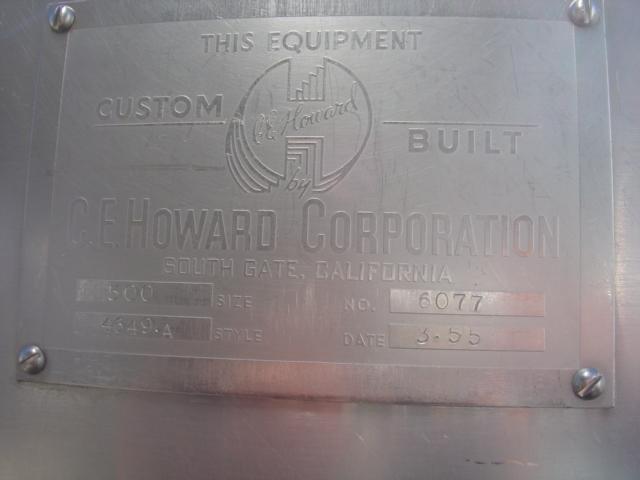 THIS EQUIPMENT
CUSTOM BUILT
C.E. Howard
by
C.E. HOWARD CORPORATION
SOUTH GATE, CALIFORNIA
500 SIZE NO. 6077
4349.A STYLE DATE 3.55